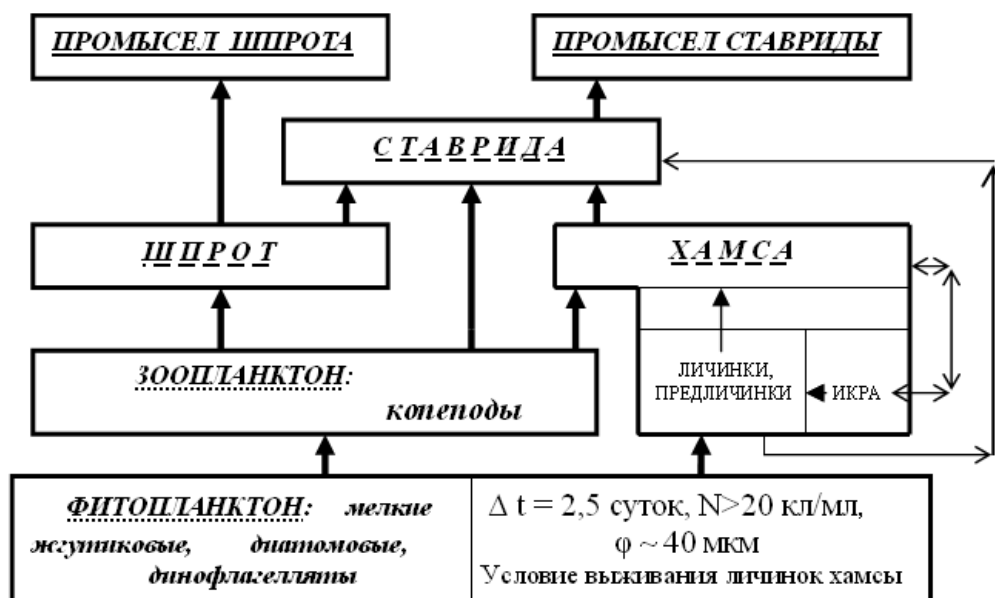 ПРОМЫСЕЛ ШПРОТА
ПРОМЫСЕЛ СТАВРИДЫ
СТАВРИДА
ШПРОТ
ХАМСА
ЗООПЛАНКТОН:
копеподы
ЛИЧИНКИ,
ПРЕДЛИЧИНКИ
ИКРА
ФИТОПЛАНКТОН: мелкие
жгутиковые, диатомовые,
динофлагелляты
Δ t = 2,5 суток, N>20 кл/мл,
φ ~ 40 мкм
Условие выживания личинок хамсы